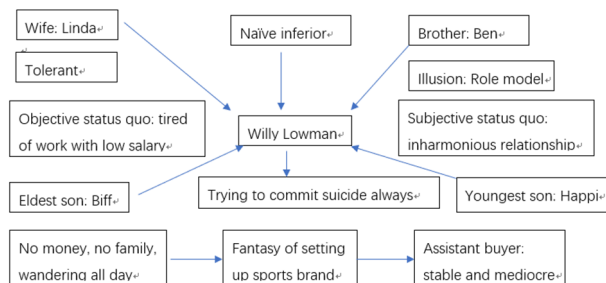 Wife: Linda
Naïve inferior
Brother: Ben
Tolerant
Illusion: Role model
Objective status quo: tired
of work with low salary
Willy Lowman
Subjective status quo:
inharmonious relationship
Eldest son: Biff
Trying to commit suicide always
Youngest son: Happi
No money, no family,
wandering all day
Fantasy of setting
up sports brand
Assistant buyer:
stable and mediocre